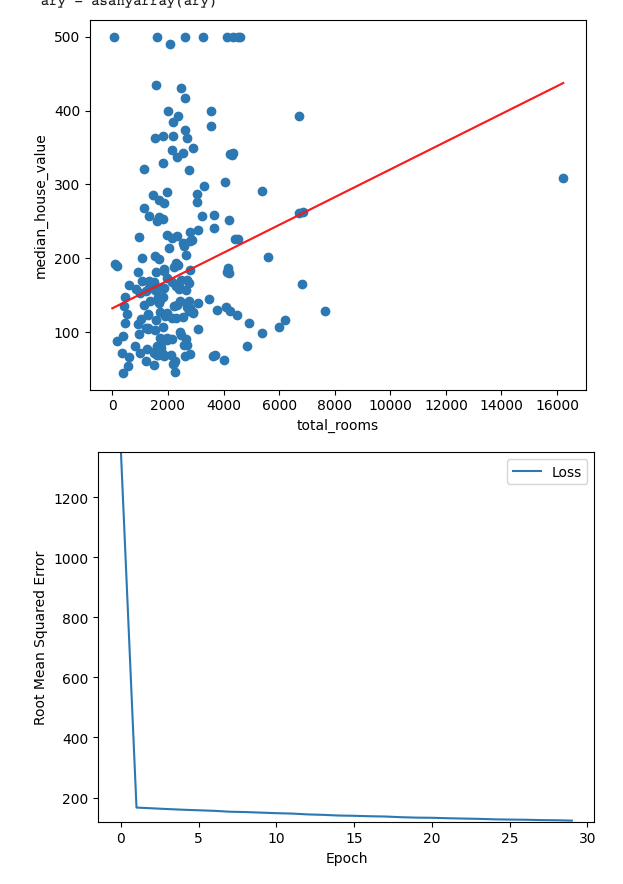 ary = asanyarray(ary)
500
400
300
200
100
median_house_value
0 2000 4000 6000 8000 10000 12000 14000 16000
total_rooms
Loss
1200
1000
800
600
400
200
Root Mean Squared Error
0 5 10 15 20 25 30
Epoch